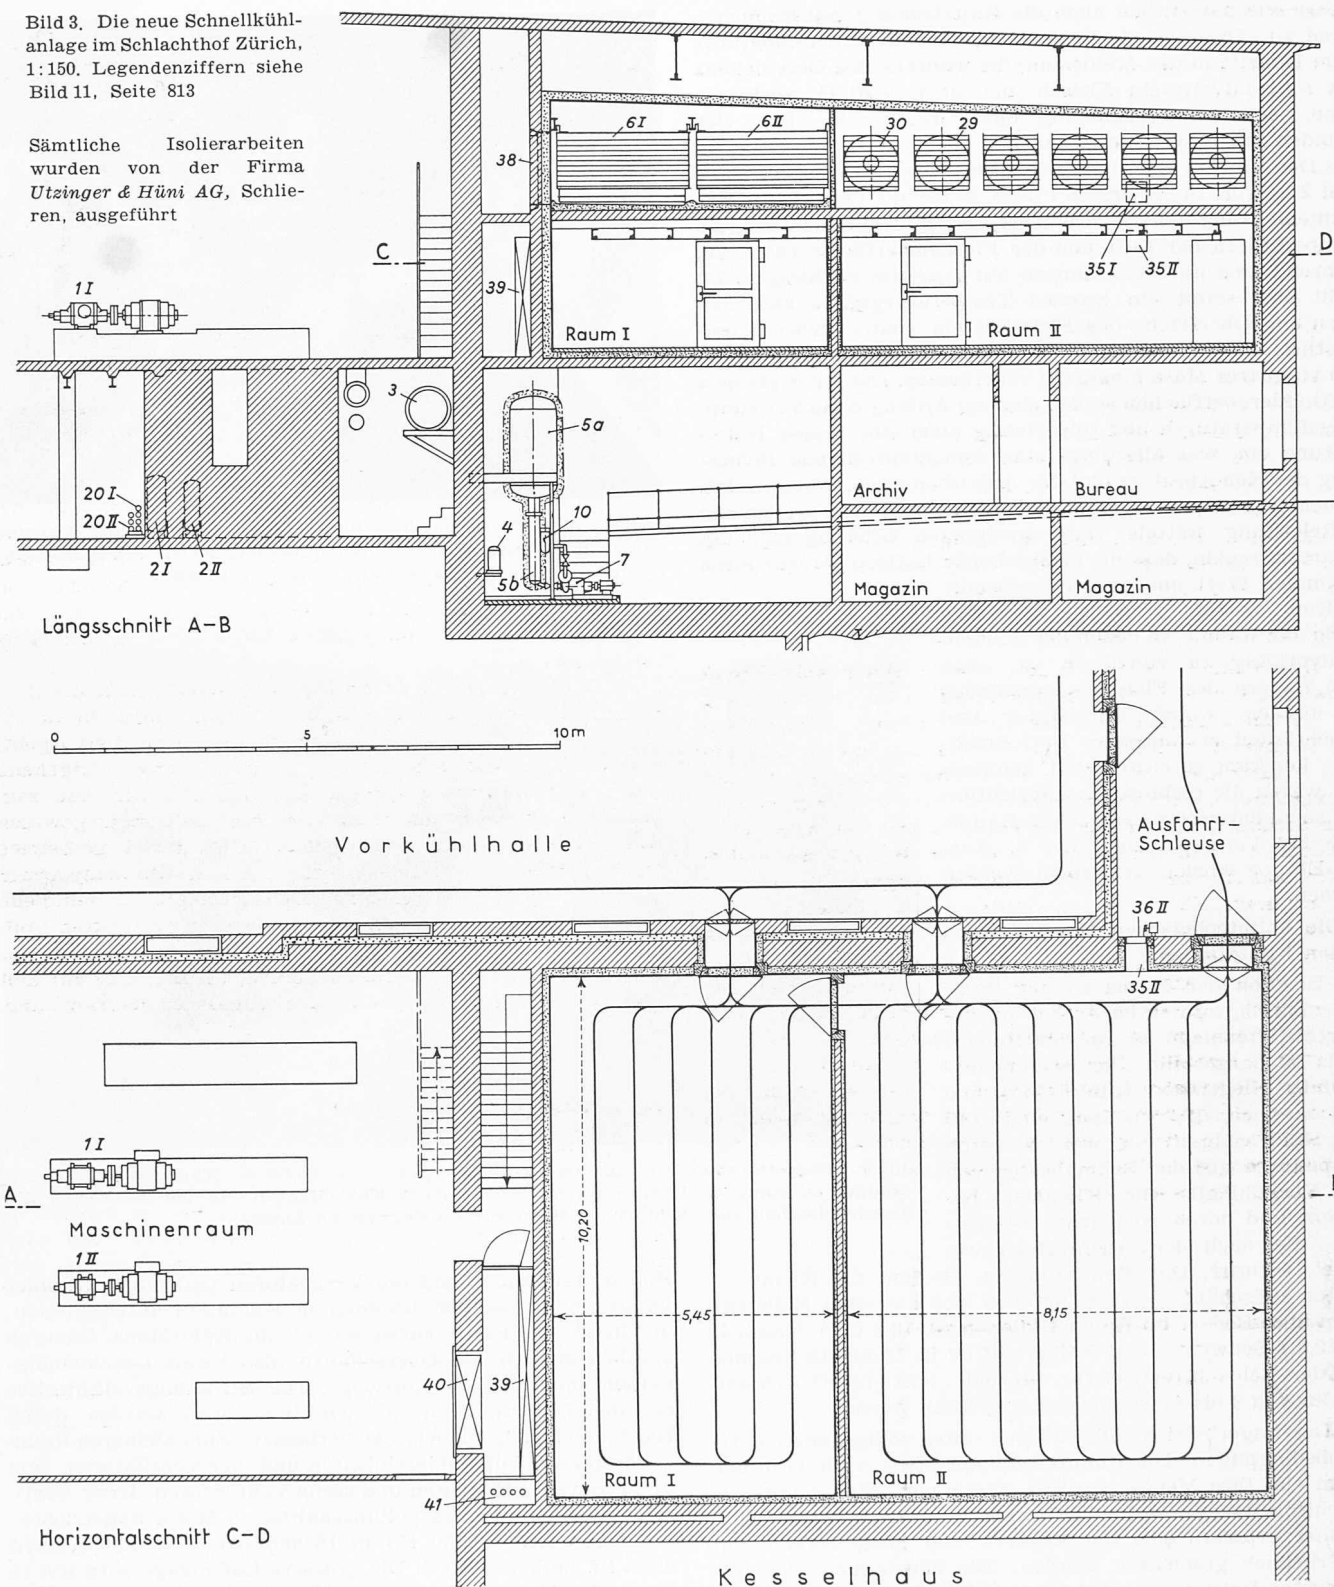 Bild 3. Die neue Schnellkühl-
anlage im Schlachthof Zürich,
1:150. Legendenziffern siehe
Bild 11, Seite 813
Sämtliche Isolierarbeiten
wurden von der Firma
Utzinger & Hüni AG, Schlie-
ren, ausgeführt
6I 6II 30 29
38
C D
35I 35II
39
1I
Raum I Raum II
3
5a
Archiv Bureau
20I
20II
4 10
7
2I 2II
5b
Magazin Magazin
Längsschnitt A-B
0 5 10 m
Vorkühlhalle
Ausfahrt-
Schleuse
36II
35II
10,20
1I
A
Maschinenraum
1II
5,45 8,15
40 39
Raum I Raum II
41
Horizontalschnitt C-D
Kesselhaus